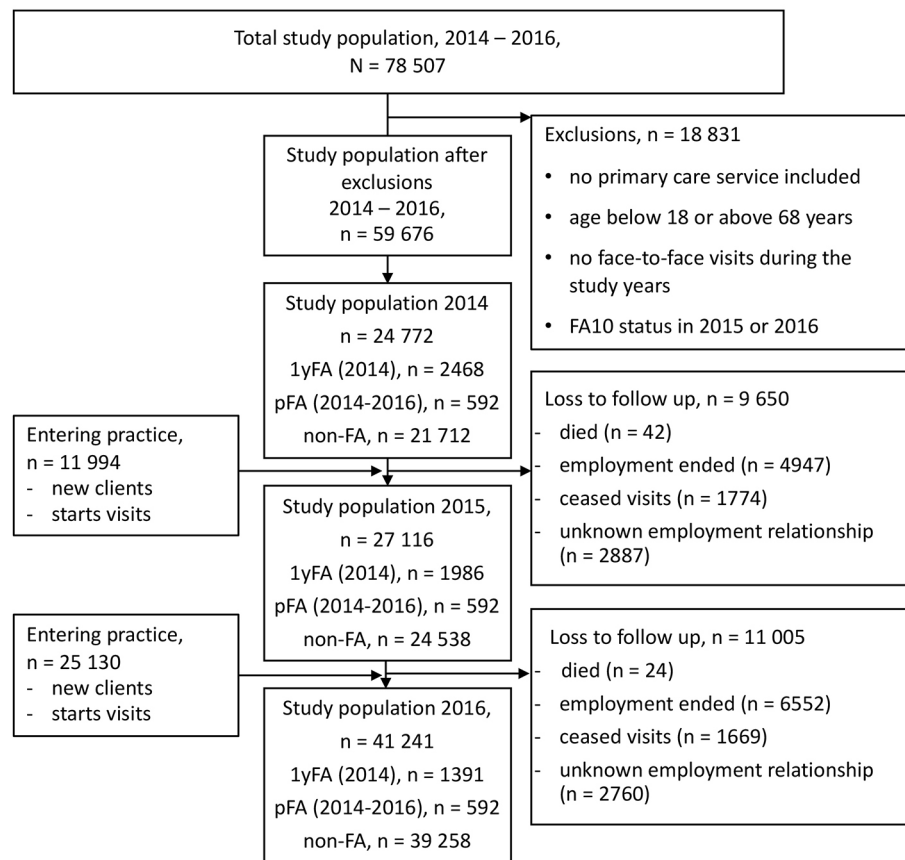 Total study population, 2014 – 2016,
N = 78 507
Exclusions, n = 18 831
• no primary care service included
• age below 18 or above 68 years
• no face-to-face visits during the
study years
• FA10 status in 2015 or 2016
Study population after
exclusions
2014 – 2016,
n = 59 676
Study population 2014
n = 24 772
1yFA (2014), n = 2468
pFA (2014-2016), n = 592
non-FA, n = 21 712
Loss to follow up, n = 9 650
- died (n = 42)
- employment ended (n = 4947)
- ceased visits (n = 1774)
- unknown employment relationship
(n = 2887)
Entering practice,
n = 11 994
- new clients
- starts visits
Study population 2015,
n = 27 116
1yFA (2014), n = 1986
pFA (2014-2016), n = 592
non-FA, n = 24 538
Loss to follow up, n = 11 005
- died (n = 24)
- employment ended (n = 6552)
- ceased visits (n = 1669)
- unknown employment relationship
(n = 2760)
Entering practice,
n = 25 130
- new clients
- starts visits
Study population 2016,
n = 41 241
1yFA (2014), n = 1391
pFA (2014-2016), n = 592
non-FA, n = 39 258